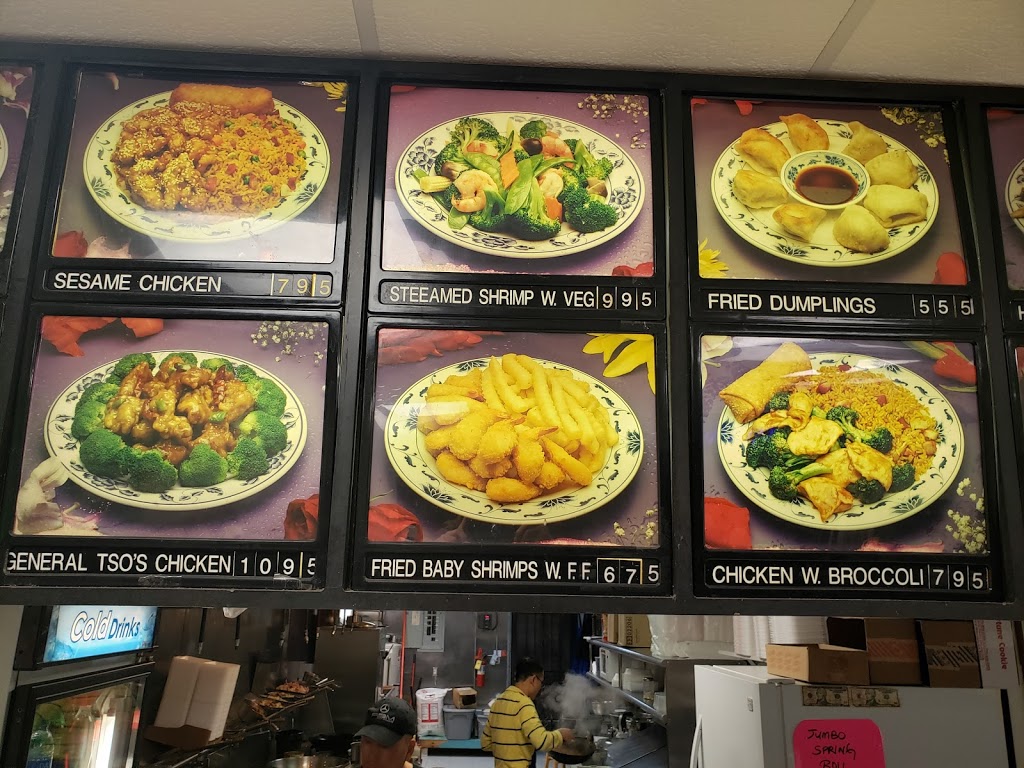 SESAME CHICKEN 795
STEEAMED SHRIMP W. VEG 995
FRIED DUMPLINGS 555
GENERAL TSO'S CHICKEN 1095
FRIED BABY SHRIMPS W. F.F. 675
CHICKEN W. BROCCOLI 795
Cold Drinks
JUMBO
SPRING
ROLL